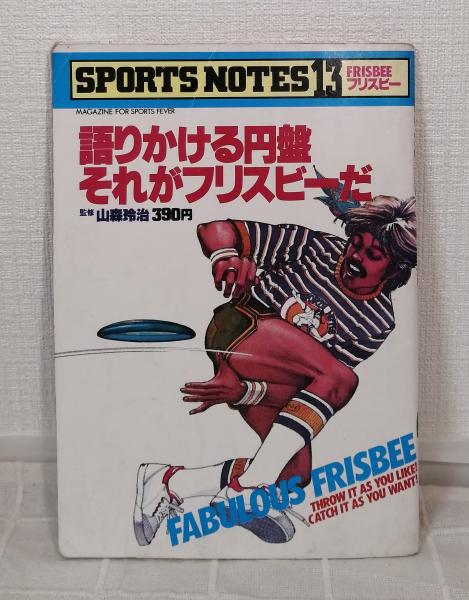 SPORTS NOTES 13 FRISBEE フリスビー
MAGAZINE FOR SPORTS FEVER
語りかける円盤
それがフリスビーだ
監修 山森玲治 390円
FABULOUS FRISBEE
THROW IT AS YOU LIKE!
CATCH IT AS YOU WANT!